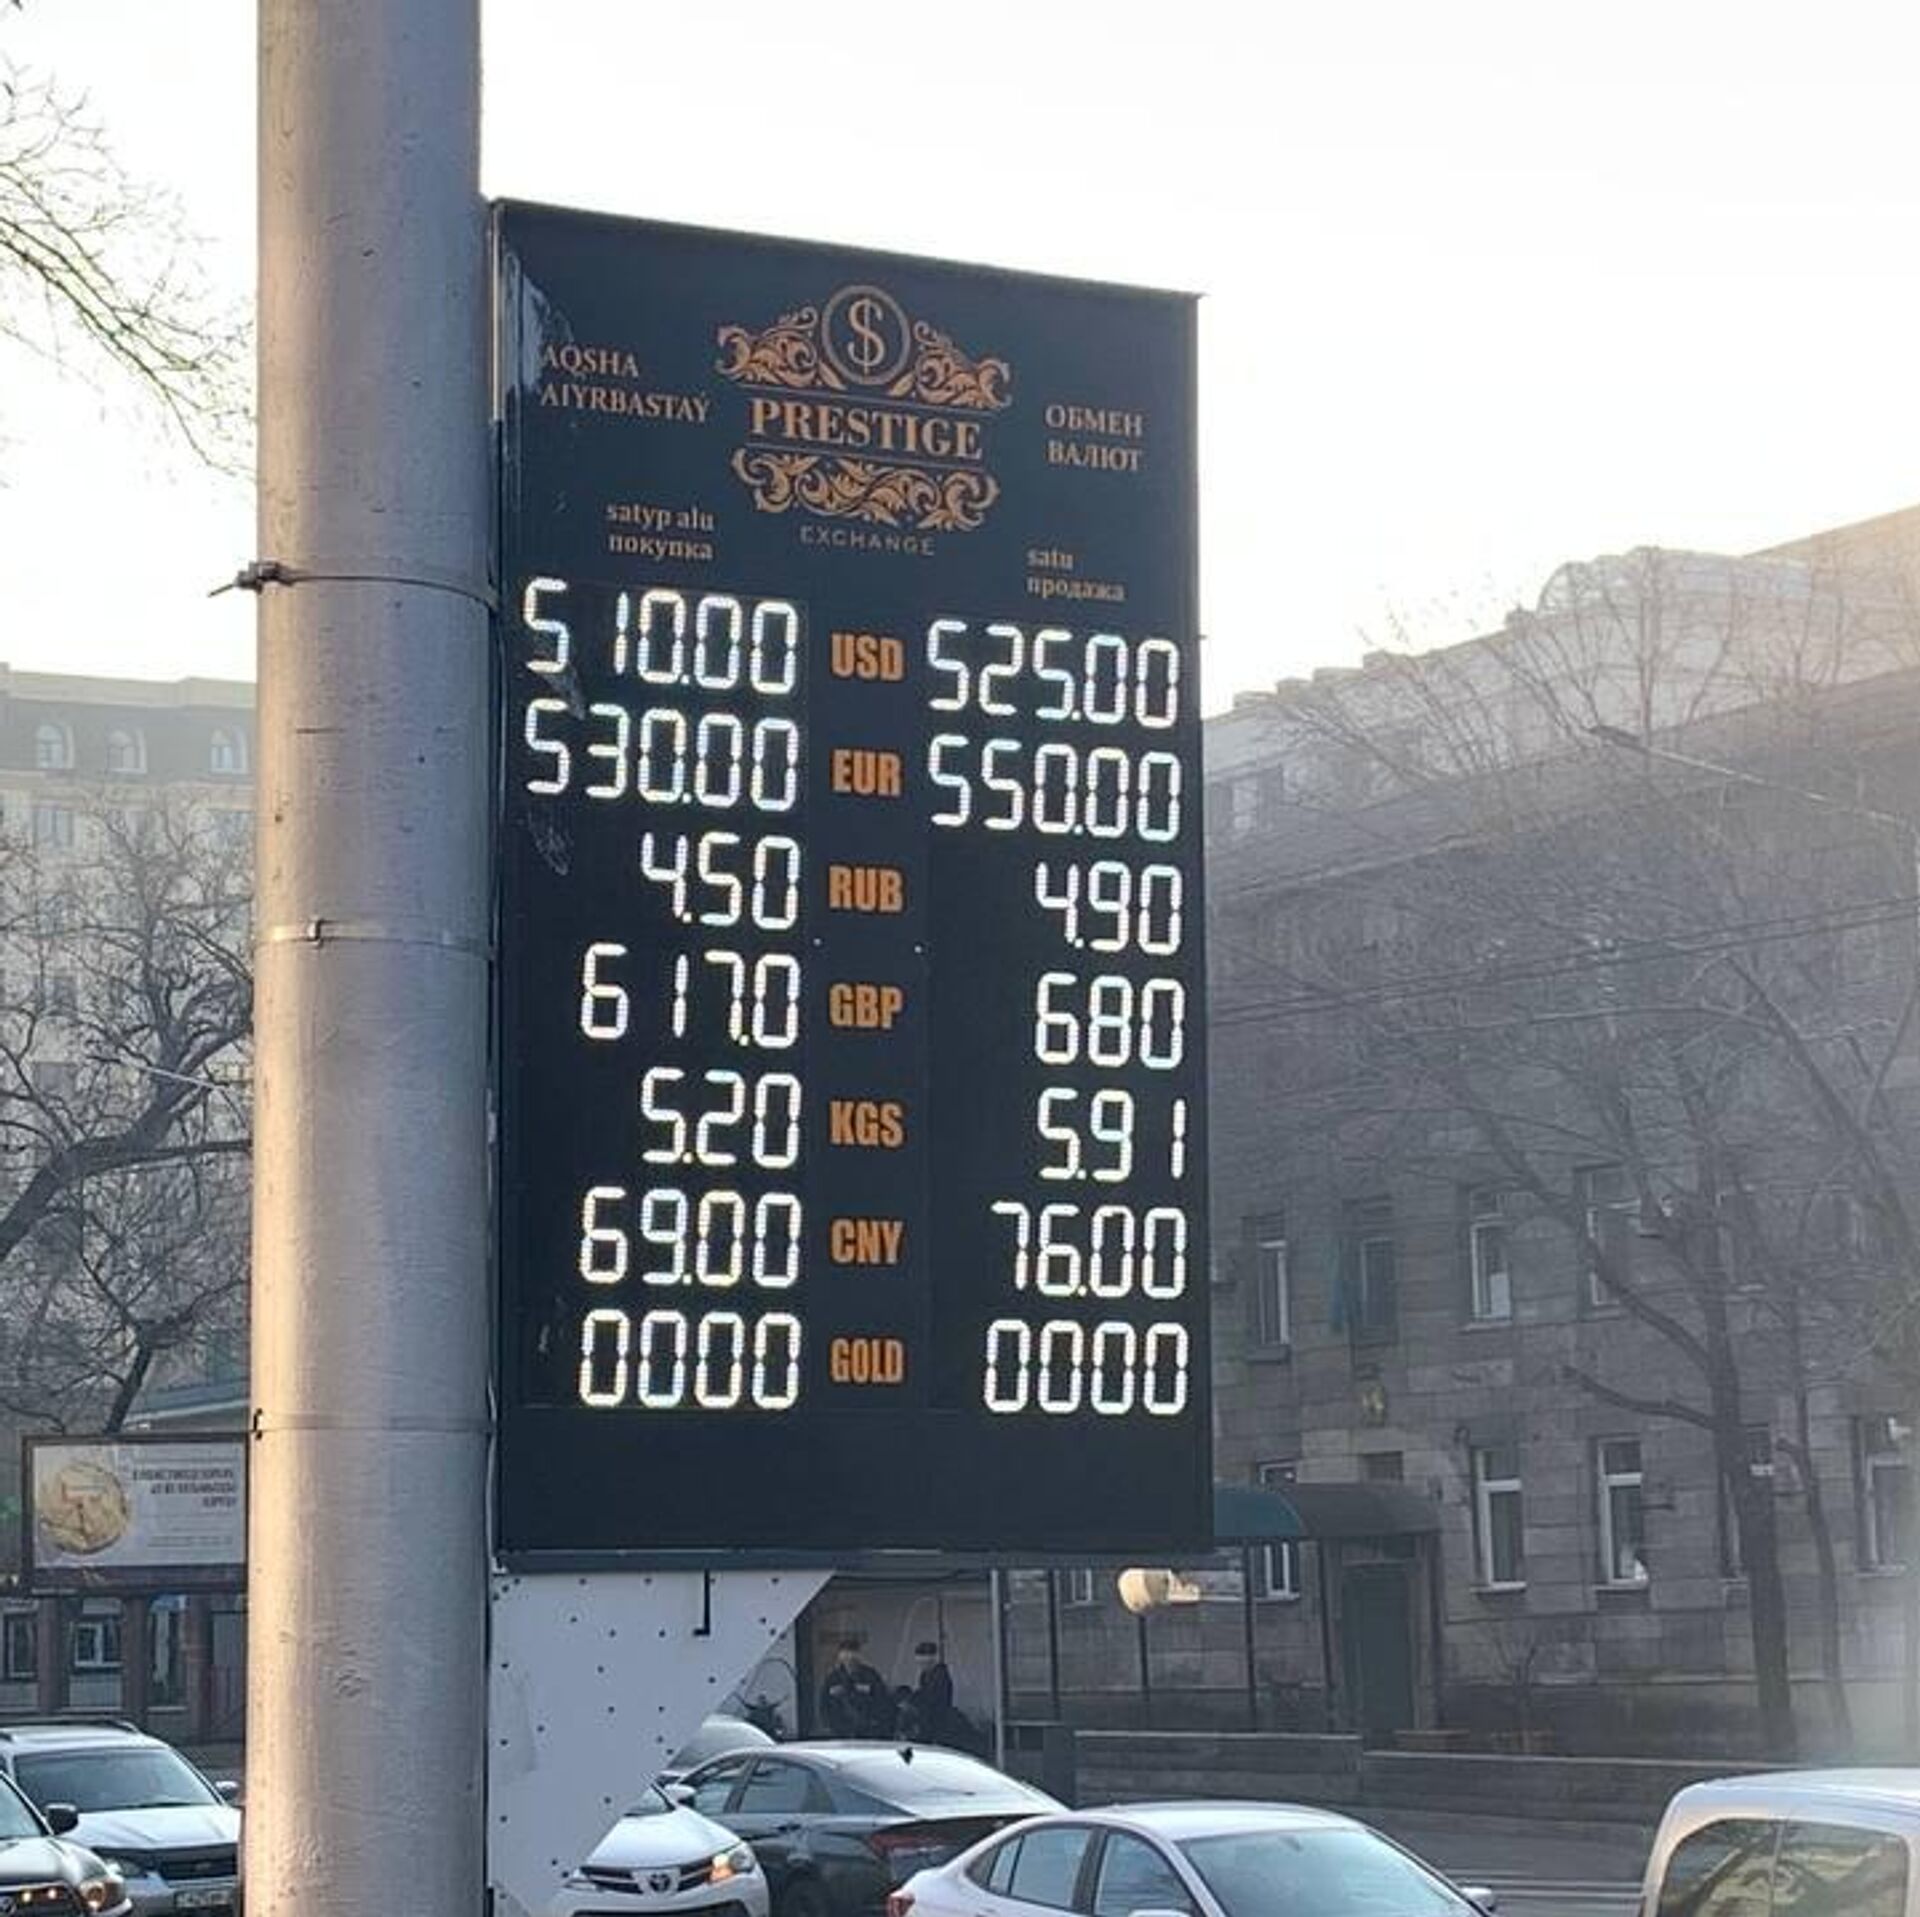 AQSHA
AIYRBASTAÝ
$
PRESTIGE
EXCHANGE
ОБМЕН
ВАЛЮТ
satyp alu
покупка
satu
продажа
510.00 USD 525.00
530.00 EUR 550.00
4.50 RUB 4.90
617.0 GBP 680
5.20 KGS 5.91
69.00 CNY 76.00
0000 GOLD 0000